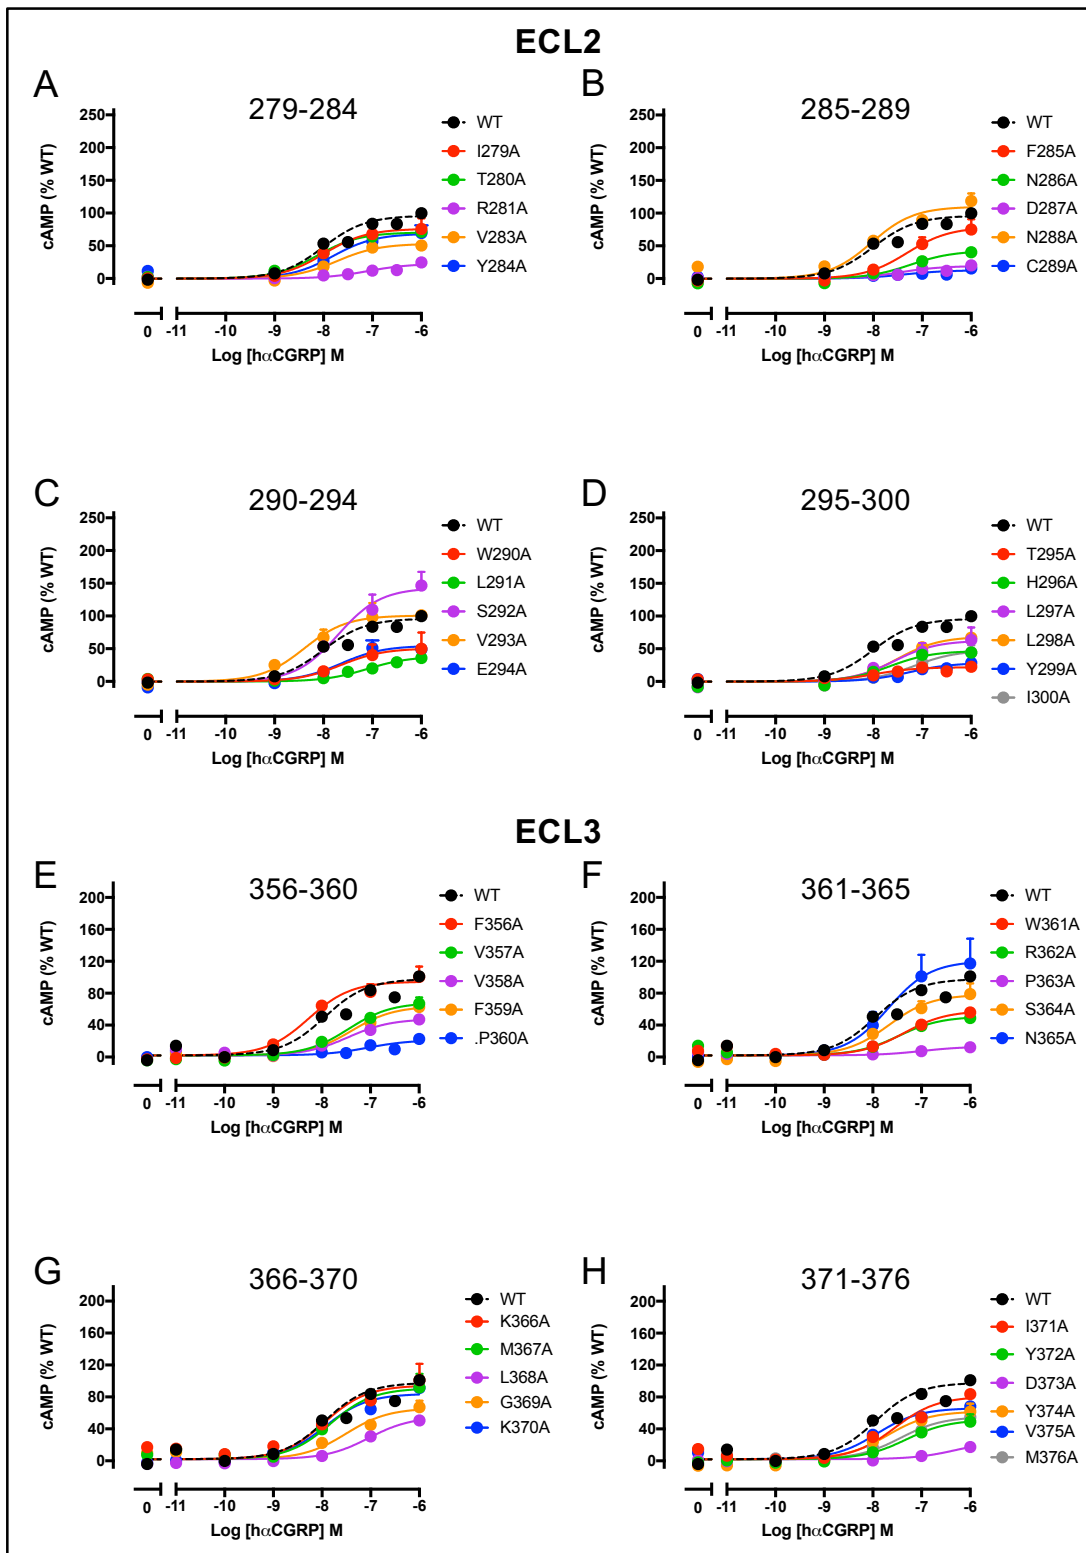 ECL2
A
279-284
cAMP (% WT)
250
200
150
100
50
0
0
-11
-10
-9
-8
-7
-6
Log [hαCGRP] M
WT
I279A
T280A
R281A
V283A
Y284A
B
285-289
cAMP (% WT)
250
200
150
100
50
0
0
-11
-10
-9
-8
-7
-6
Log [hαCGRP] M
WT
F285A
N286A
D287A
N288A
C289A
C
290-294
cAMP (% WT)
250
200
150
100
50
0
0
-11
-10
-9
-8
-7
-6
Log [hαCGRP] M
WT
W290A
L291A
S292A
V293A
E294A
D
295-300
cAMP (% WT)
250
200
150
100
50
0
0
-11
-10
-9
-8
-7
-6
Log [hαCGRP] M
WT
T295A
H296A
L297A
L298A
Y299A
I300A
ECL3
E
356-360
cAMP (% WT)
200
160
120
80
40
0
0
-11
-10
-9
-8
-7
-6
Log [hαCGRP] M
WT
F356A
V357A
V358A
F359A
.P360A
F
361-365
cAMP (% WT)
200
160
120
80
40
0
0
-11
-10
-9
-8
-7
-6
Log [hαCGRP] M
WT
W361A
R362A
P363A
S364A
N365A
G
366-370
cAMP (% WT)
200
160
120
80
40
0
0
-11
-10
-9
-8
-7
-6
Log [hαCGRP] M
WT
K366A
M367A
L368A
G369A
K370A
H
371-376
cAMP (% WT)
200
160
120
80
40
0
0
-11
-10
-9
-8
-7
-6
Log [hαCGRP] M
WT
I371A
Y372A
D373A
Y374A
V375A
M376A